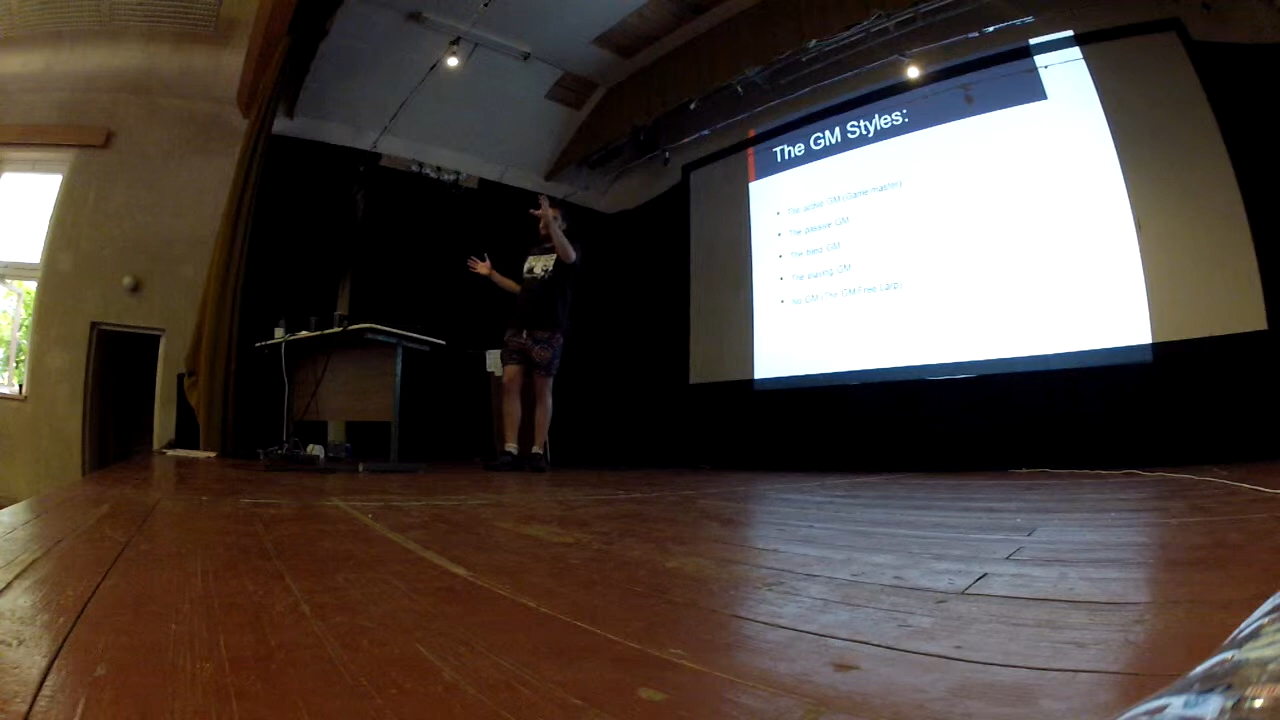 The GM Styles:
The active GM (Game master)
The passive GM
The hard GM
The playing GM
No GM (The GM Free Larp)